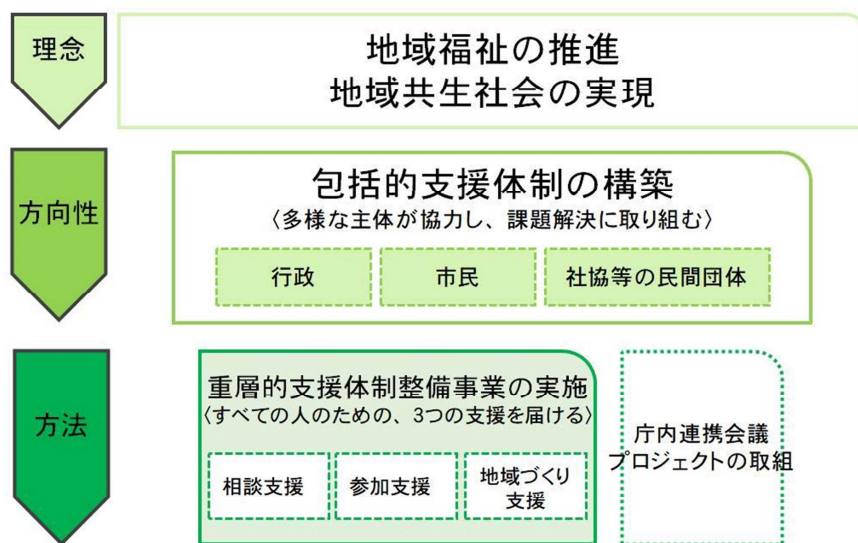 理念
地域福祉の推進
地域共生社会の実現
方向性
包括的支援体制の構築
〈多様な主体が協力し、課題解決に取り組む〉
行政
市民
社協等の民間団体
方法
重層的支援体制整備事業の実施
〈すべての人のための、3つの支援を届ける〉
相談支援
参加支援
地域づくり
支援
庁内連携会議
プロジェクトの取組